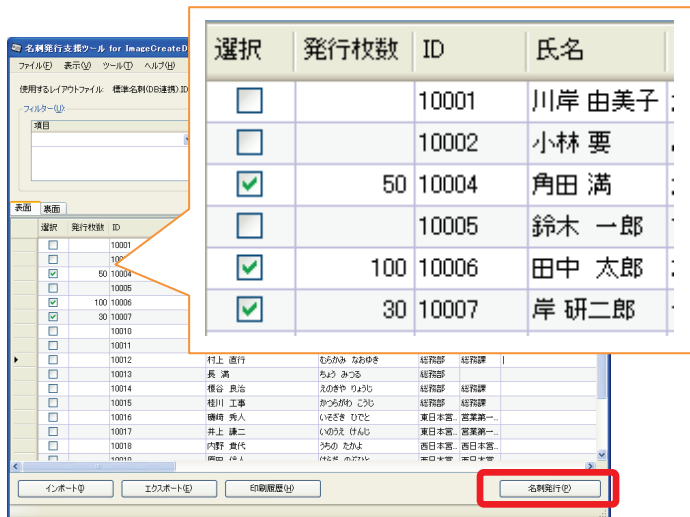 名刺発行支援ツール for ImageCreateD
ファイル(F) 表示(V) ツール(T) ヘルプ(H)
使用するレイアウトファイル: 標準名刺(DB連携).ID
フィルター(U):
項目
選択 発行枚数 ID 氏名
10001 川岸 由美子
10002 小林 要
50 10004 角田 満
10005 鈴木 一郎
100 10006 田中 太郎
30 10007 岸 研二郎
表面 裏面
選択 発行枚数 ID
10001
50 10004
10005
100 10006
30 10007
10010
10011
10012 村上 直行 むらかみ なおゆき 総務部 総務課
10013 長 満 ちょう みつる 総務部
10014 榎谷 良治 えのきや りょうじ 総務部 総務課
10015 桂川 工事 かつらがわ こうじ 総務部 総務課
10016 磯崎 秀人 いそざき ひでと 東日本営... 営業第一...
10017 井上 謙二 いのうえ けんじ 東日本営... 営業第一...
10018 内野 貴代 うちの たかよ 西日本営... 西日本営...
インポート(I) エクスポート(E) 印刷履歴(H) 名刺発行(P)